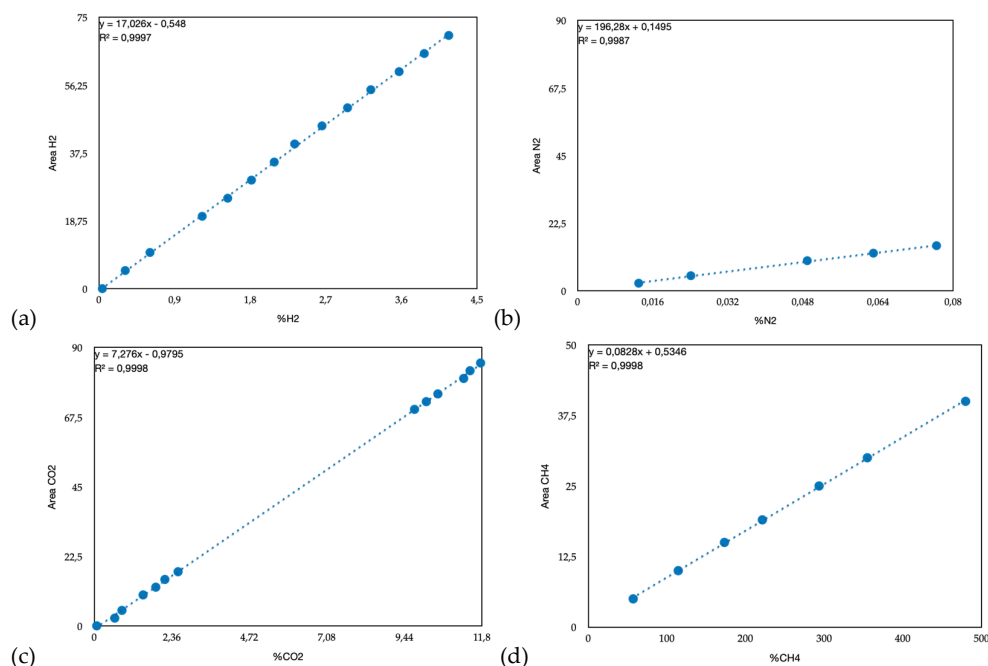 75
y = 17,026x - 0,548
R² = 0,9997
56,25
37,5
18,75
0
Area H2
0
0,9
1,8
2,7
3,6
4,5
%H2
(a)
90
y = 196,28x + 0,1495
R² = 0,9987
67,5
45
22,5
0
Area N2
0
0,016
0,032
0,048
0,064
0,08
%N2
(b)
90
y = 7,276x - 0,9795
R² = 0,9998
67,5
45
22,5
0
Area CO2
0
2,36
4,72
7,08
9,44
11,8
%CO2
(c)
50
y = 0,0828x + 0,5346
R² = 0,9998
37,5
25
12,5
0
Area CH4
0
100
200
300
400
500
%CH4
(d)